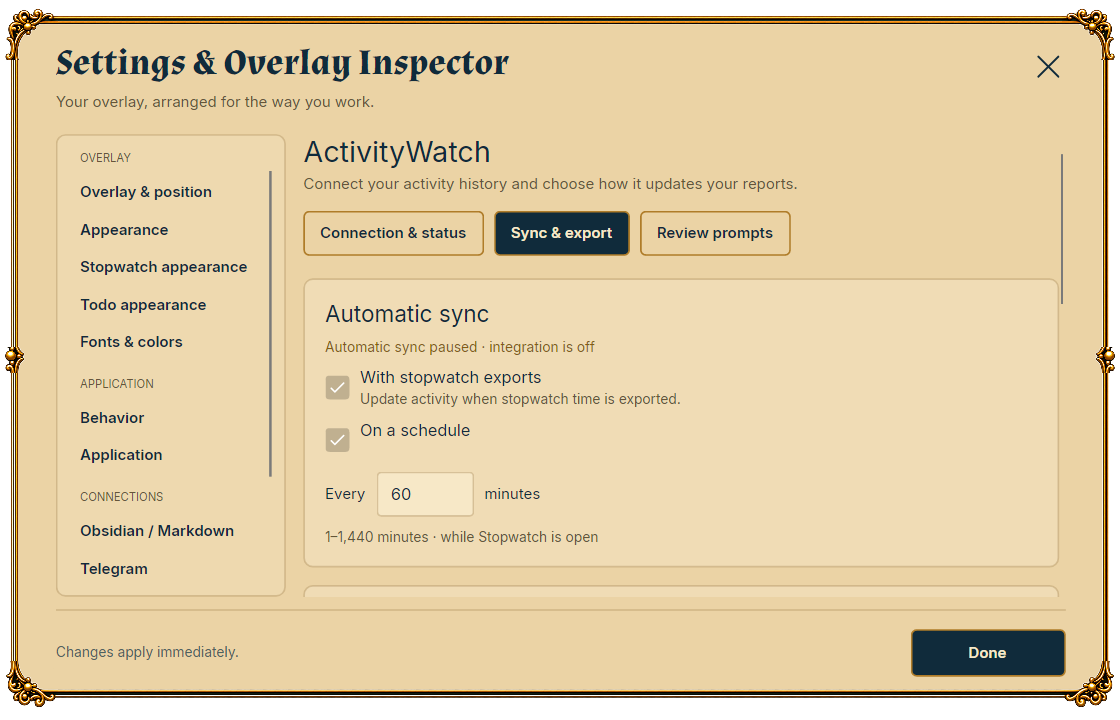 Settings & Overlay Inspector
Your overlay, arranged for the way you work.
OVERLAY
Overlay & position
Appearance
Stopwatch appearance
Todo appearance
Fonts & colors
APPLICATION
Behavior
Application
CONNECTIONS
Obsidian / Markdown
Telegram
ActivityWatch
Connect your activity history and choose how it updates your reports.
Connection & status
Sync & export
Review prompts
Automatic sync
Automatic sync paused · integration is off
With stopwatch exports
Update activity when stopwatch time is exported.
On a schedule
Every 60 minutes
1–1,440 minutes · while Stopwatch is open
Changes apply immediately.
Done